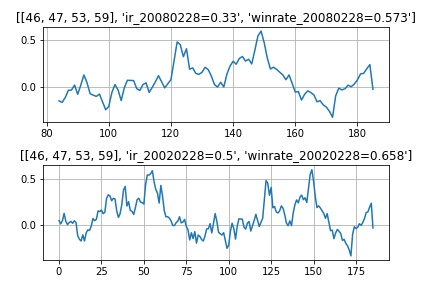 [[46, 47, 53, 59], 'ir_20080228=0.33', 'winrate_20080228=0.573']
0.5
0.0
80 100 120 140 160 180
[[46, 47, 53, 59], 'ir_20020228=0.5', 'winrate_20020228=0.658']
0.5
0.0
0 25 50 75 100 125 150 175